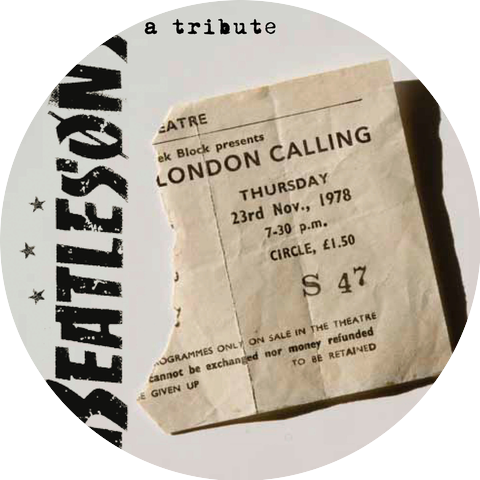 a tribute
BEATLESØN
EATRE
ek Block presents
LONDON CALLING
THURSDAY
23rd Nov., 1978
7-30 p.m.
CIRCLE, £1.50
S 47
ROGRAMMES ONLY ON SALE IN THE THEATRE
cannot be exchanged nor money refunded
E GIVEN UP
TO BE RETAINED